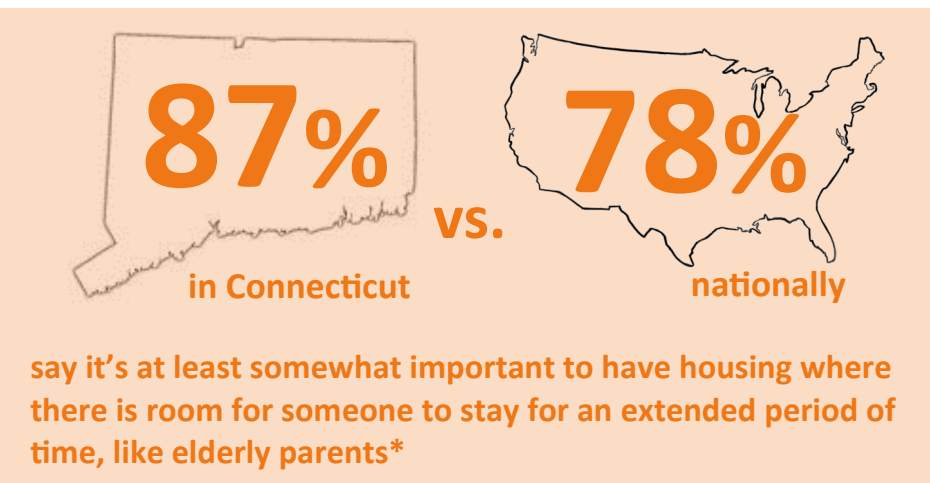 87%
78%
vs.
in Connecticut
nationally
say it's at least somewhat important to have housing where
there is room for someone to stay for an extended period of
time, like elderly parents*